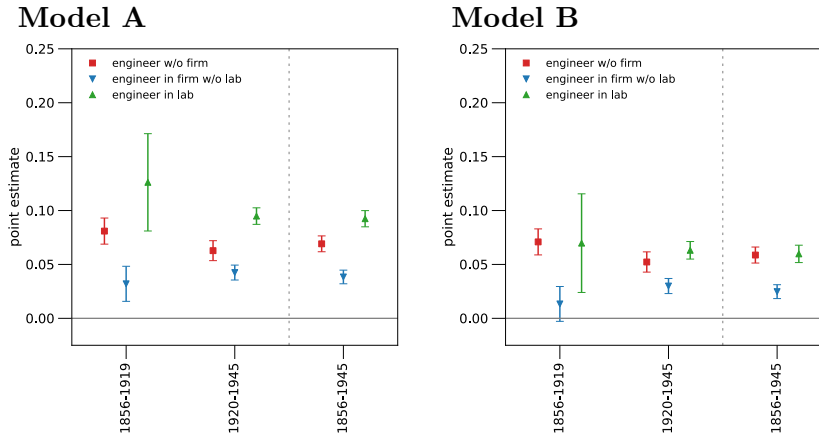 Model A
0.25
0.20
0.15
0.10
0.05
0.00
point estimate
engineer w/o firm
engineer in firm w/o lab
engineer in lab
1856-1919
1920-1945
1856-1945
Model B
0.25
0.20
0.15
0.10
0.05
0.00
point estimate
engineer w/o firm
engineer in firm w/o lab
engineer in lab
1856-1919
1920-1945
1856-1945